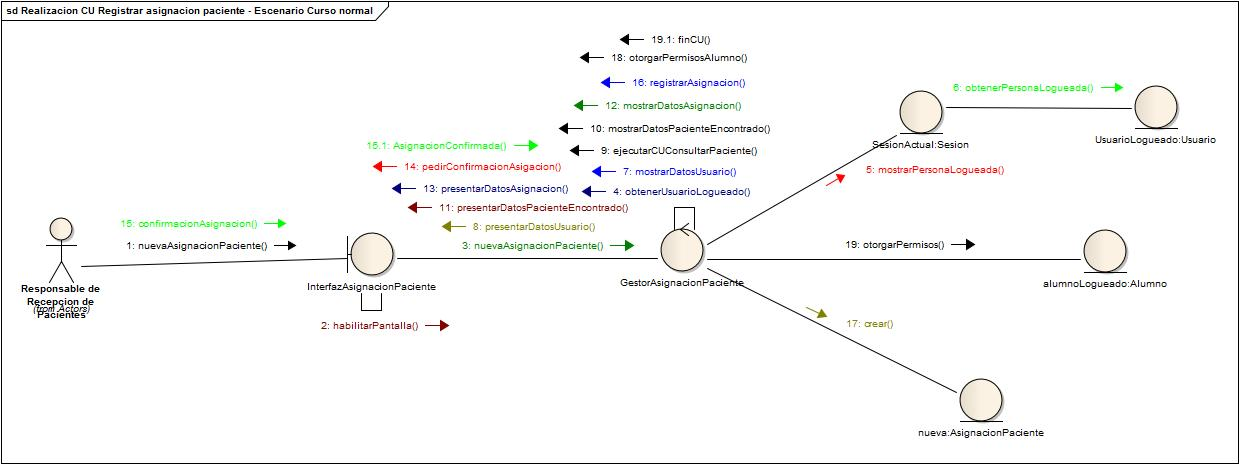 sd Realizacion CU Registrar asignacion paciente - Escenario Curso normal
19.1: finCU()
18: otorgarPermisosAlumno()
16: registrarAsignacion()
12: mostrarDatosAsignacion()
10: mostrarDatosPacienteEncontrado()
9: ejecutarCUConsultarPaciente()
7: mostrarDatosUsuario()
4: obtenerUsuarioLogueado()
15.1: AsignacionConfirmada()
14: pedirConfirmacionAsigacion()
13: presentarDatosAsignacion()
11: presentarDatosPacienteEncontrado()
8: presentarDatosUsuario()
3: nuevaAsignacionPaciente()
15: confirmacionAsignacion()
1: nuevaAsignacionPaciente()
Responsable de
Recepcion de
Pacientes
(from Actors)
InterfazAsignacionPaciente
2: habilitarPantalla()
GestorAsignacionPaciente
6: obtenerPersonaLogueada()
SesionActual:Sesion
UsuarioLogueado:Usuario
5: mostrarPersonaLogueada()
19: otorgarPermisos()
alumnoLogueado:Alumno
17: crear()
nueva:AsignacionPaciente